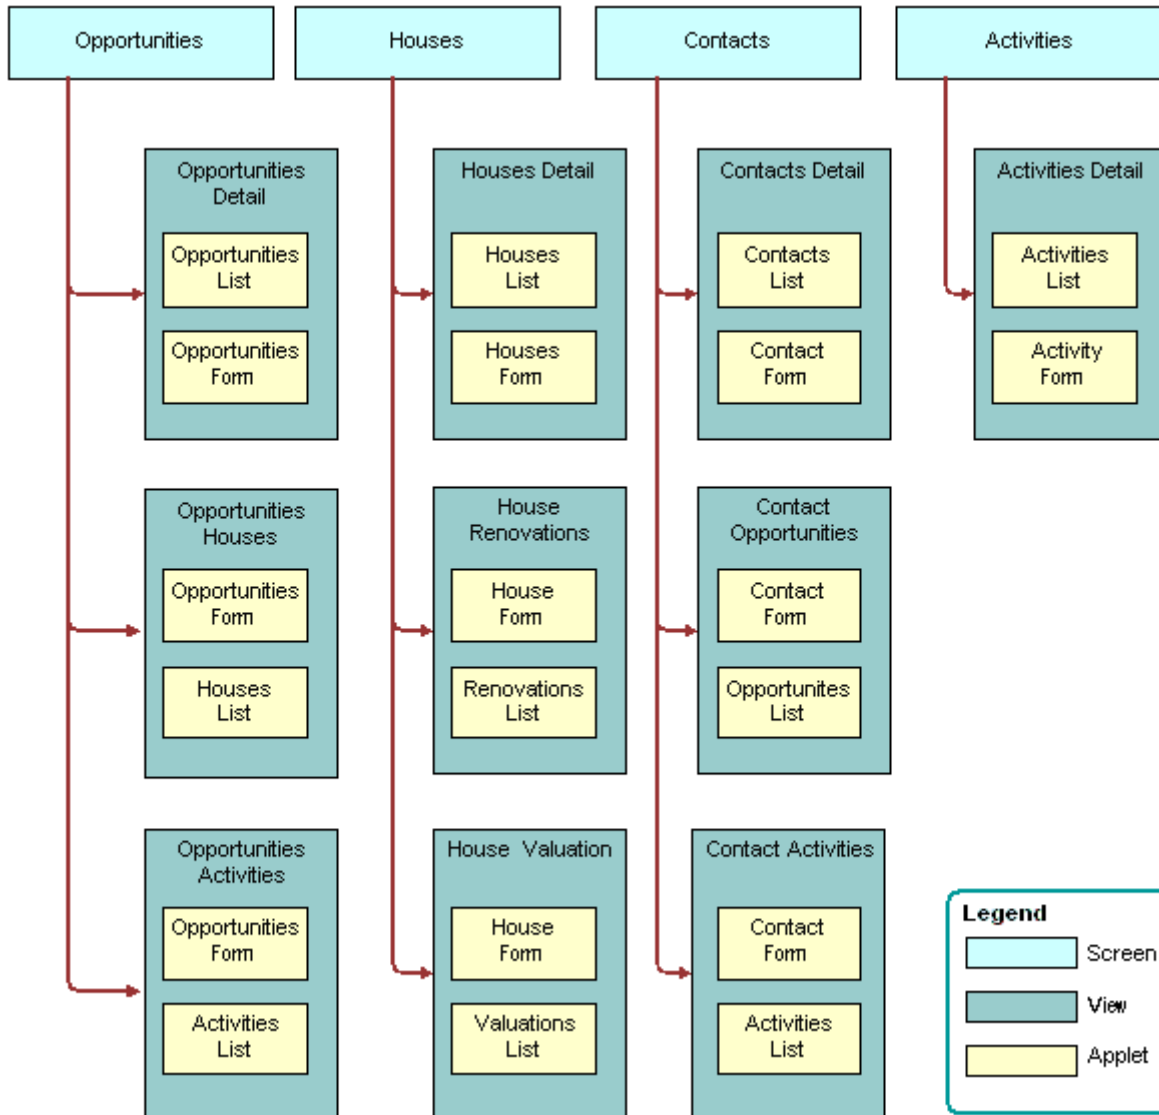 Opportunities
Houses
Contacts
Activities
Opportunities
Detail
Opportunities
List
Opportunities
Form
Houses Detail
Houses
List
Houses
Form
Contacts Detail
Contacts
List
Contact
Form
Activities Detail
Activities
List
Activity
Form
Opportunities
Houses
Opportunities
Form
Houses
List
House
Renovations
House
Form
Renovations
List
Contact
Opportunities
Contact
Form
Opportunites
List
Opportunities
Activities
Opportunities
Form
Activities
List
House Valuation
House
Form
Valuations
List
Contact Activities
Contact
Form
Activities
List
Legend
Screen
View
Applet